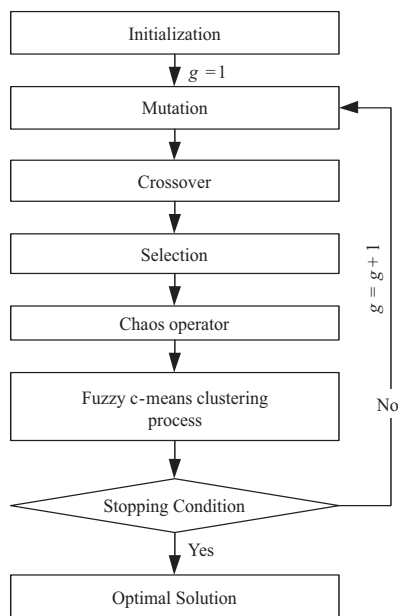 Initialization
g = 1
Mutation
Crossover
Selection
Chaos operator
Fuzzy c-means clustering
process
g = g + 1
No
Stopping Condition
Yes
Optimal Solution